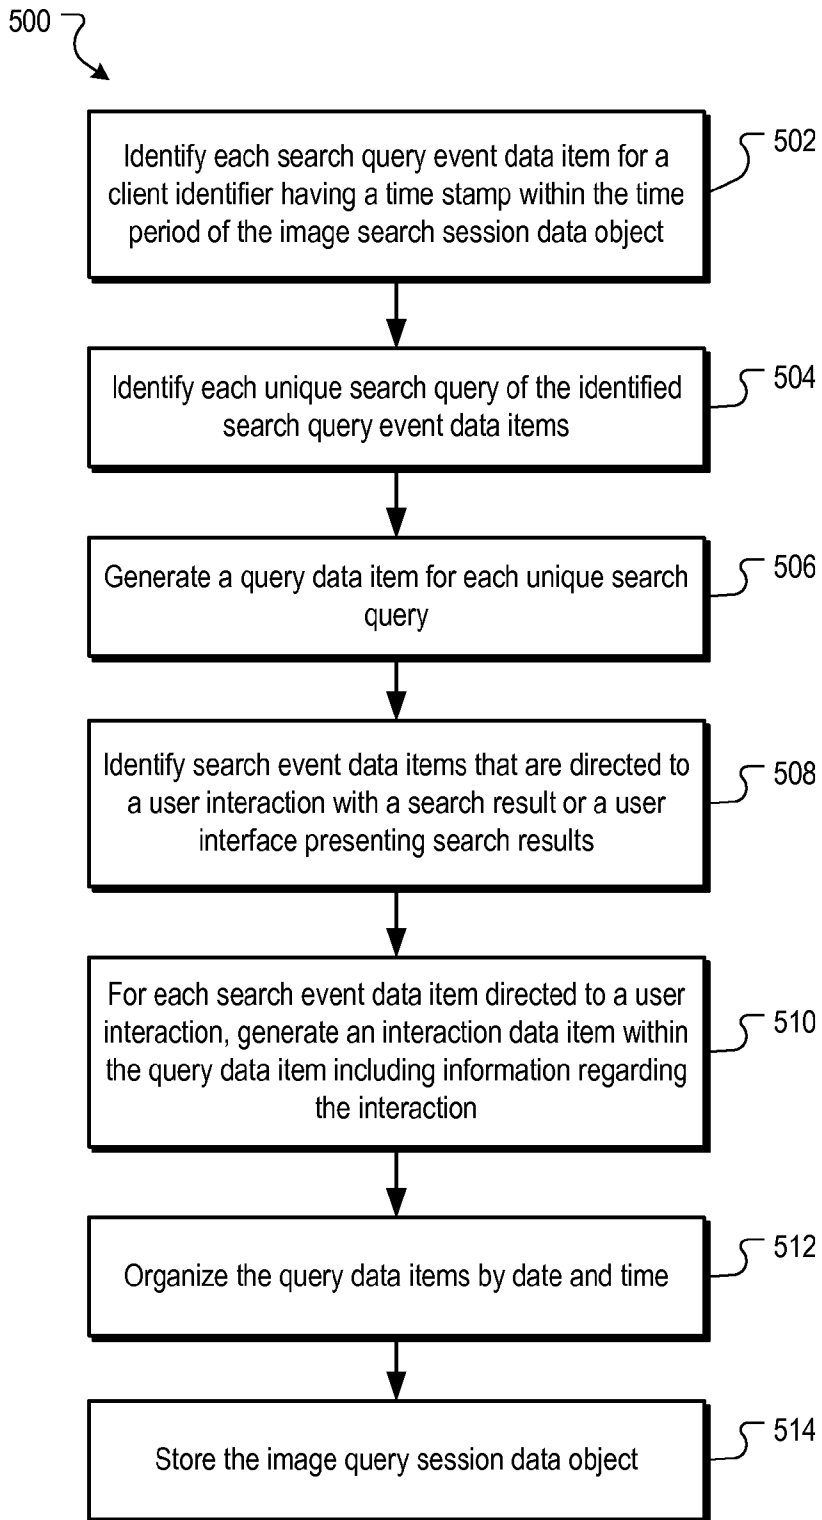 500
Identify each search query event data item for a
client identifier having a time stamp within the time
period of the image search session data object
502
Identify each unique search query of the identified
search query event data items
504
Generate a query data item for each unique search
query
506
Identify search event data items that are directed to
a user interaction with a search result or a user
interface presenting search results
508
For each search event data item directed to a user
interaction, generate an interaction data item within
the query data item including information regarding
the interaction
510
Organize the query data items by date and time
512
Store the image query session data object
514